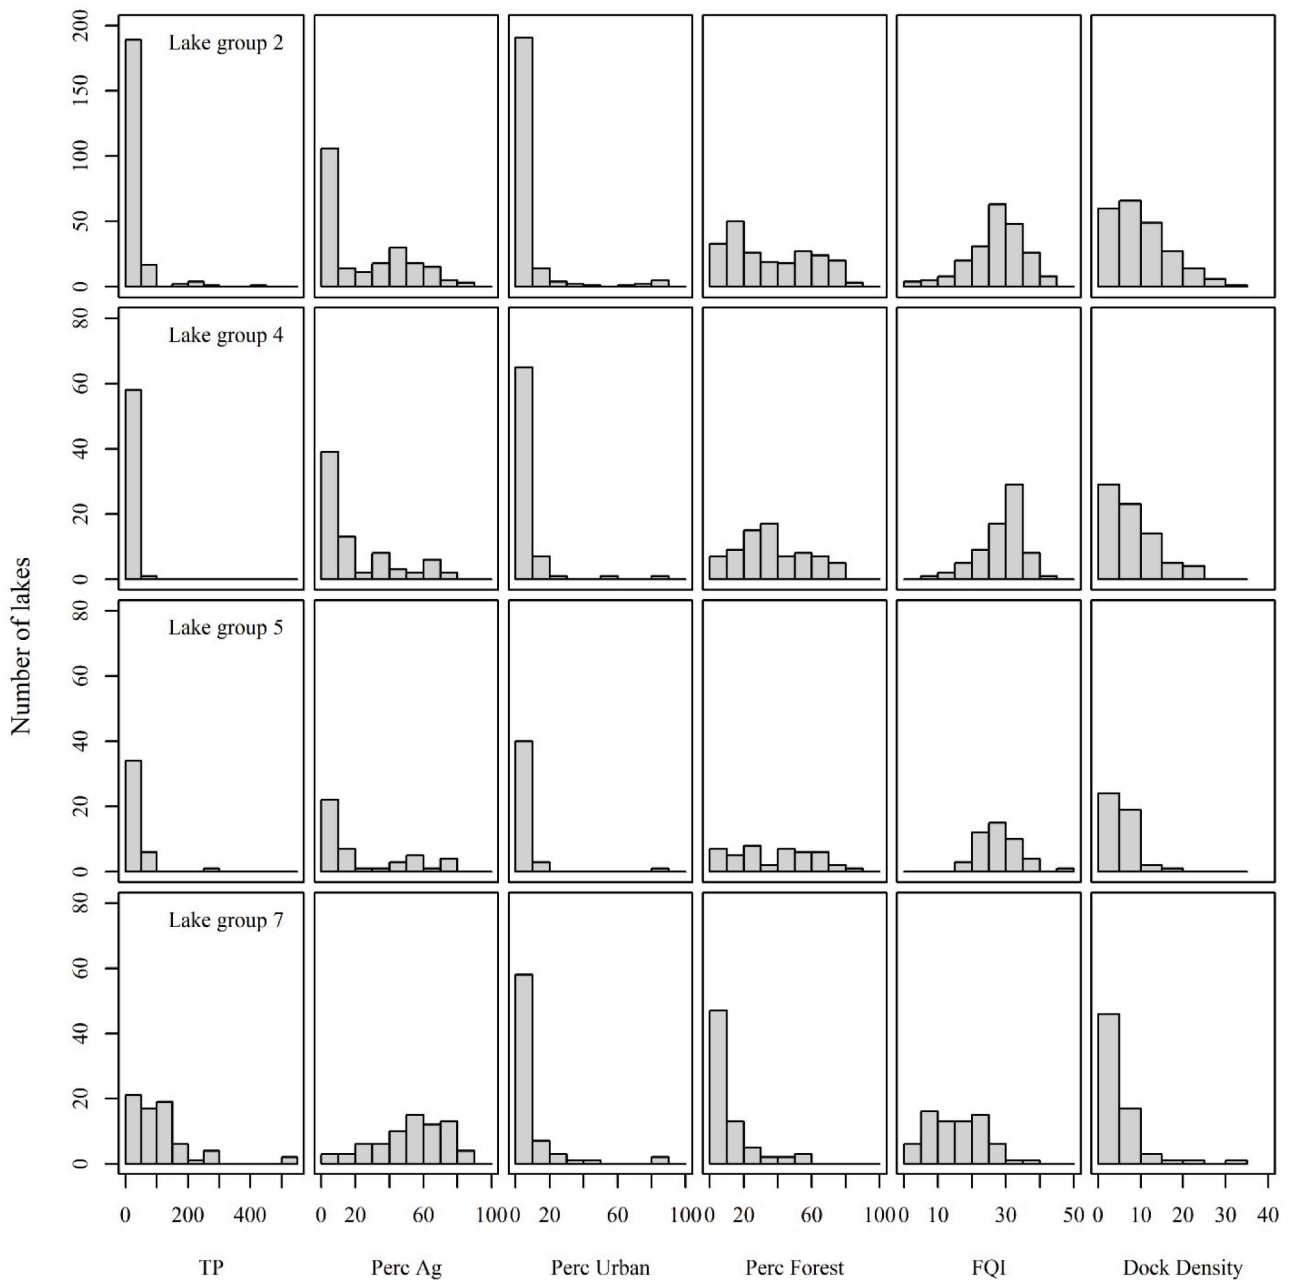 Lake group 2
0 50 100 150 200
Lake group 4
0 20 40 60 80
Lake group 5
0 20 40 60 80
Lake group 7
0 20 40 60 80
Number of lakes
0 200 400
0 20 60 100
0 20 60 100
0 20 60 100
0 10 30 50
0 10 20 30 40
TP
Perc Ag
Perc Urban
Perc Forest
FQI
Dock Density